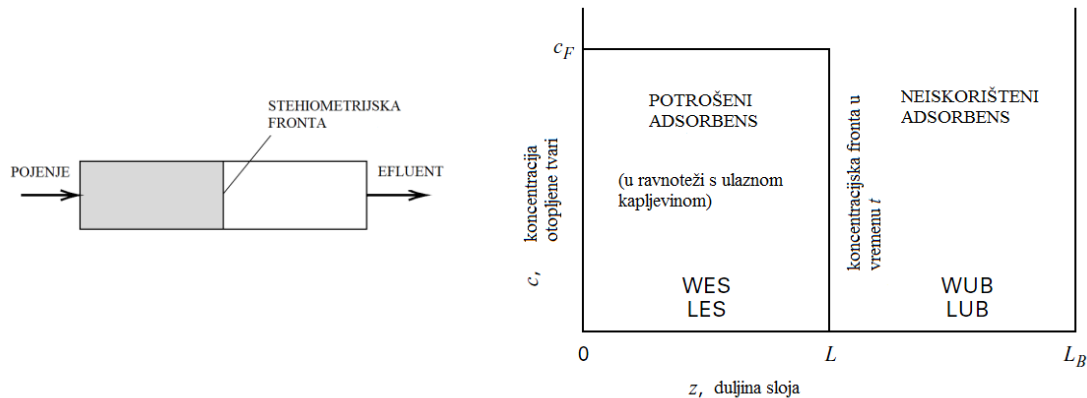 STEHIOMETRIJSKA
FRONTA
POJENJE
EFLUENT
c_F
POTROŠENI
ADSORBENS
(u ravnoteži s ulaznom
kapljevinom)
WES
LES
NEISKORIŠTENI
ADSORBENS
WUB
LUB
c, koncentracija
otopljene tvari
koncentracijska fronta u
vremenu t
0
L
L_B
z, duljina sloja